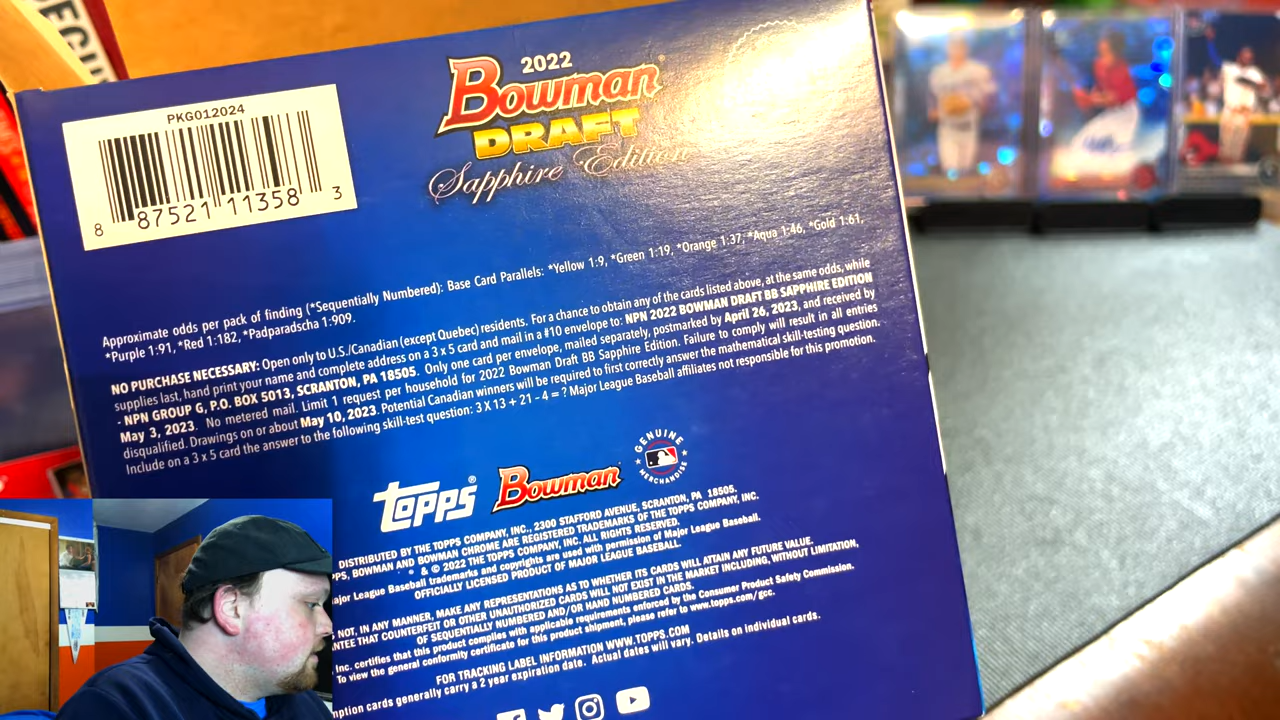 PKG012024
8 87521 11358 3
2022
Bowman
DRAFT
Sapphire Edition
Approximate odds per pack of finding (*Sequentially Numbered): Base Card Parallels: *Yellow 1:9, *Green 1:19, *Orange 1:37, *Aqua 1:46, *Gold 1:61,
*Purple 1:91, *Red 1:182, *Padparadscha 1:909.
NO PURCHASE NECESSARY: Open only to U.S./Canadian (except Quebec) residents. For a chance to obtain any of the cards listed above, at the same odds, while
supplies last, hand print your name and complete address on a 3 x 5 card and mail in a #10 envelope to: NPN 2022 BOWMAN DRAFT BB SAPPHIRE EDITION
- NPN GROUP G, P.O. BOX 5013, SCRANTON, PA 18505. Only one card per envelope, mailed separately, postmarked by April 26, 2023, and received by
May 3, 2023. No metered mail. Limit 1 request per household for 2022 Bowman Draft BB Sapphire Edition. Failure to comply will result in all entries
disqualified. Drawings on or about May 10, 2023. Potential Canadian winners will be required to first correctly answer the mathematical skill-testing question.
Include on a 3 x 5 card the answer to the following skill-test question: 3 X 13 + 21 - 4 = ? Major League Baseball affiliates not responsible for this promotion.
topps®
Bowman
GENUINE
MERCHANDISE
DISTRIBUTED BY THE TOPPS COMPANY, INC., 2300 STAFFORD AVENUE, SCRANTON, PA 18505.
PS, BOWMAN AND BOWMAN CHROME ARE REGISTERED TRADEMARKS OF THE TOPPS COMPANY, INC.
® & © 2022 THE TOPPS COMPANY, INC. ALL RIGHTS RESERVED.
ajor League Baseball trademarks and copyrights are used with permission of Major League Baseball.
OFFICIALLY LICENSED PRODUCT OF MAJOR LEAGUE BASEBALL.
NOT, IN ANY MANNER, MAKE ANY REPRESENTATIONS AS TO WHETHER ITS CARDS WILL ATTAIN ANY FUTURE VALUE.
NTEE THAT COUNTERFEIT OR OTHER UNAUTHORIZED CARDS WILL NOT EXIST IN THE MARKET INCLUDING, WITHOUT LIMITATION,
OF SEQUENTIALLY NUMBERED AND/OR HAND NUMBERED CARDS.
Inc. certifies that this product complies with applicable requirements enforced by the Consumer Product Safety Commission.
To view the general conformity certificate for this product shipment, please refer to www.topps.com/gcc.
FOR TRACKING LABEL INFORMATION WWW.TOPPS.COM
mption cards generally carry a 2 year expiration date. Actual dates will vary. Details on individual cards.